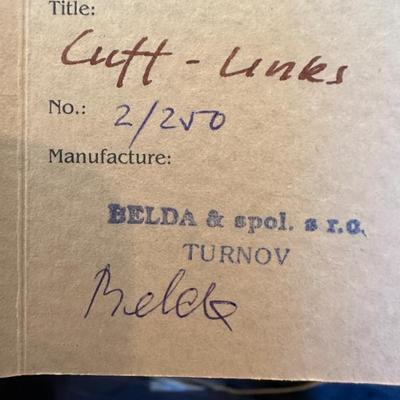 Title:
Cuff-Links
No.: 2/250
Manufacture:
BELDA & spol. s r.o.
TURNOV
Belda